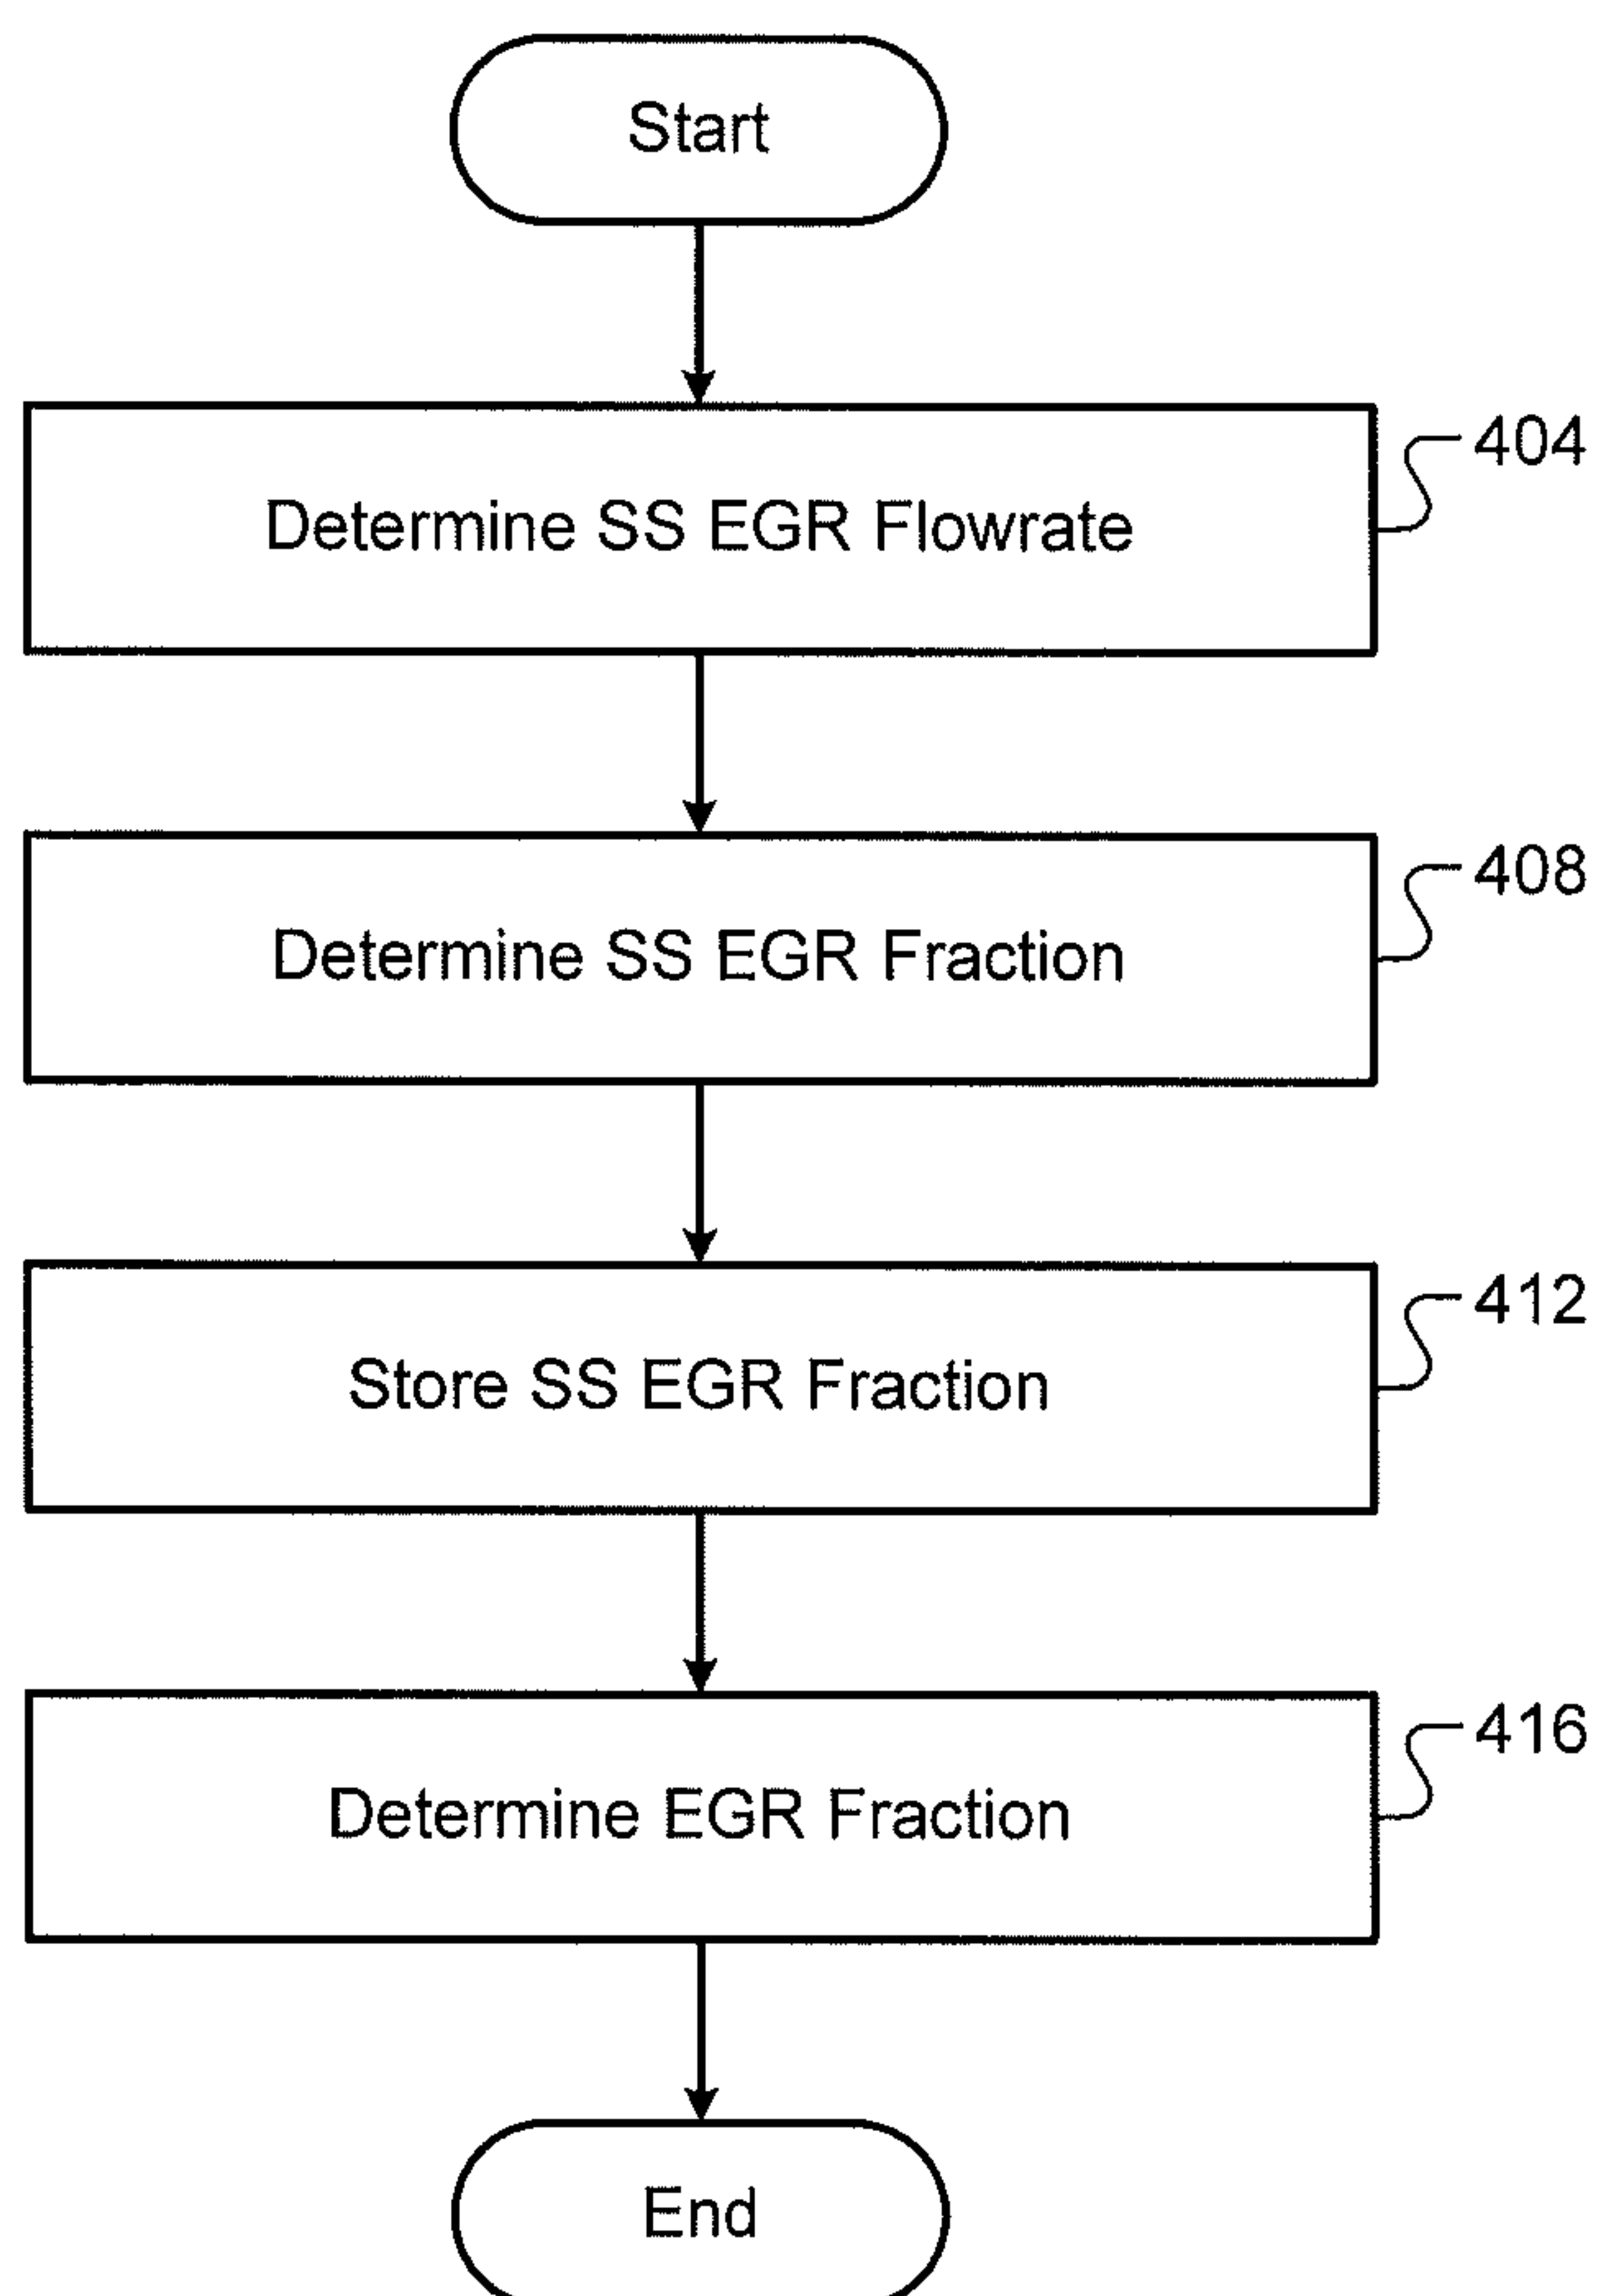 Start
Determine SS EGR Flowrate
404
Determine SS EGR Fraction
408
Store SS EGR Fraction
412
Determine EGR Fraction
416
End